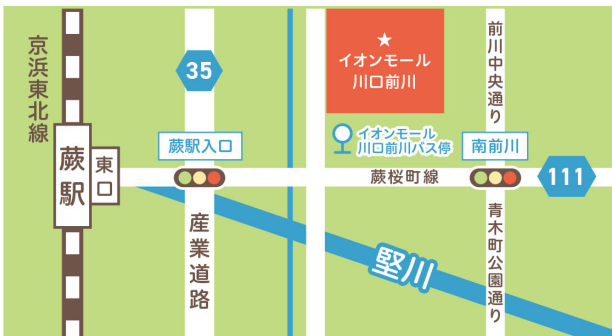 京浜東北線
蕨駅
東口
35
蕨駅入口
産業道路
★
イオンモール
川口前川
イオンモール
川口前川バス停
前川中央通り
南前川
蕨桜町線
111
青木町公園通り
竪川